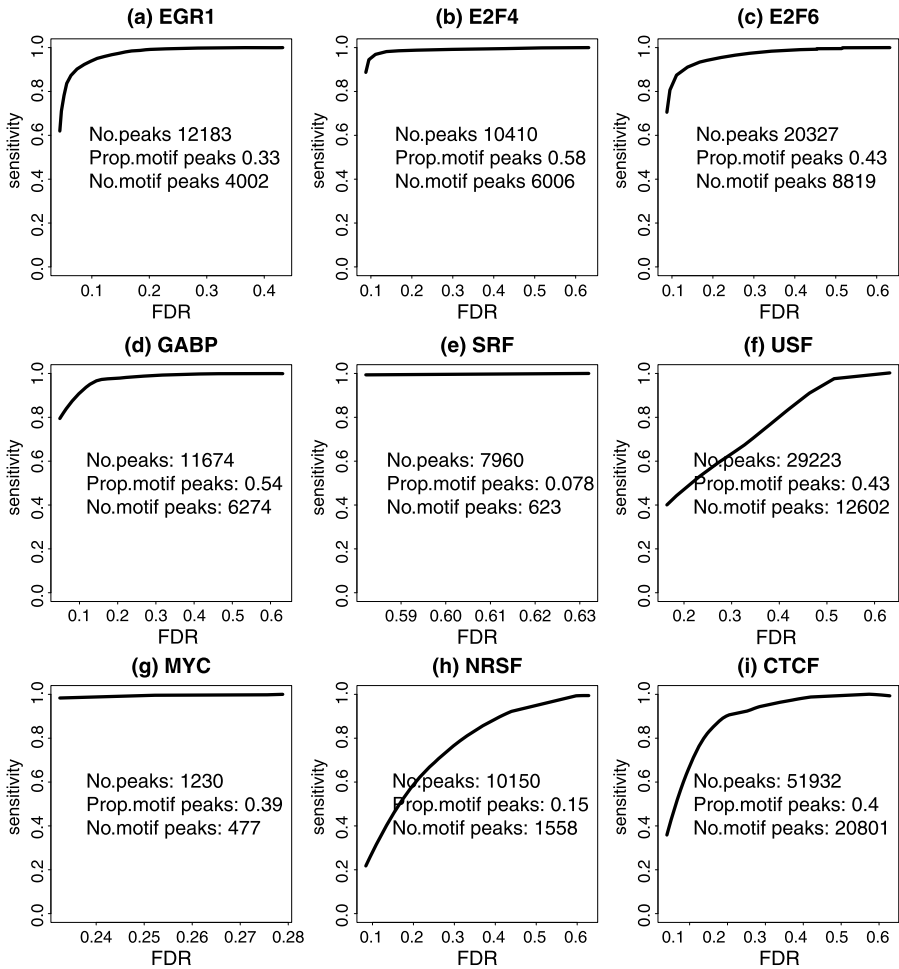 (a) EGR1
sensitivity
0.0 0.2 0.4 0.6 0.8 1.0
No.peaks 12183
Prop.motif peaks 0.33
No.motif peaks 4002
0.1 0.2 0.3 0.4
FDR
(b) E2F4
sensitivity
0.0 0.2 0.4 0.6 0.8 1.0
No.peaks 10410
Prop.motif peaks 0.58
No.motif peaks 6006
0.1 0.2 0.3 0.4 0.5 0.6
FDR
(c) E2F6
sensitivity
0.0 0.2 0.4 0.6 0.8 1.0
No.peaks 20327
Prop.motif peaks 0.43
No.motif peaks 8819
0.1 0.2 0.3 0.4 0.5 0.6
FDR
(d) GABP
sensitivity
0.0 0.2 0.4 0.6 0.8 1.0
No.peaks: 11674
Prop.motif peaks: 0.54
No.motif peaks: 6274
0.1 0.2 0.3 0.4 0.5 0.6
FDR
(e) SRF
sensitivity
0.0 0.2 0.4 0.6 0.8 1.0
No.peaks: 7960
Prop.motif peaks: 0.078
No.motif peaks: 623
0.59 0.60 0.61 0.62 0.63
FDR
(f) USF
sensitivity
0.0 0.2 0.4 0.6 0.8 1.0
No.peaks: 29223
Prop.motif peaks: 0.43
No.motif peaks: 12602
0.2 0.3 0.4 0.5 0.6
FDR
(g) MYC
sensitivity
0.0 0.2 0.4 0.6 0.8 1.0
No.peaks: 1230
Prop.motif peaks: 0.39
No.motif peaks: 477
0.24 0.25 0.26 0.27 0.28
FDR
(h) NRSF
sensitivity
0.0 0.2 0.4 0.6 0.8 1.0
No.peaks: 10150
Prop.motif peaks: 0.15
No.motif peaks: 1558
0.1 0.2 0.3 0.4 0.5 0.6
FDR
(i) CTCF
sensitivity
0.0 0.2 0.4 0.6 0.8 1.0
No.peaks: 51932
Prop.motif peaks: 0.4
No.motif peaks: 20801
0.1 0.2 0.3 0.4 0.5 0.6
FDR